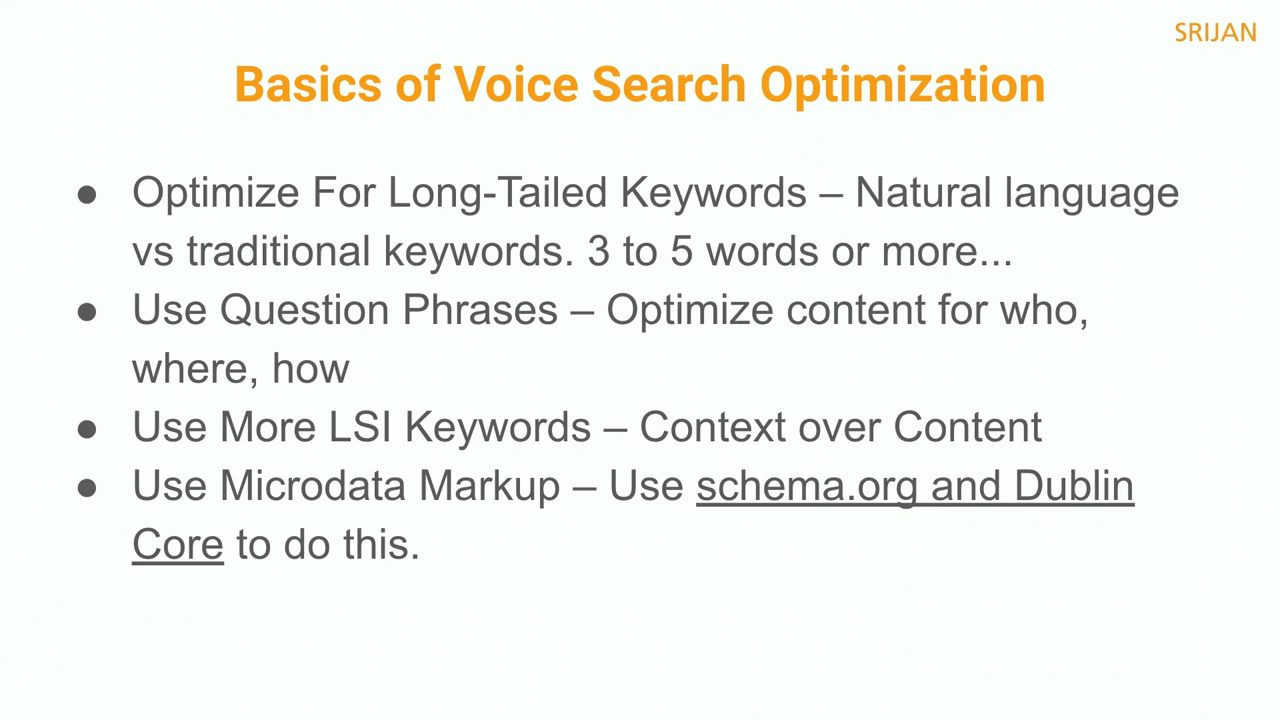 SRIJAN
Basics of Voice Search Optimization
● Optimize For Long-Tailed Keywords – Natural language
vs traditional keywords. 3 to 5 words or more...
● Use Question Phrases – Optimize content for who,
where, how
● Use More LSI Keywords – Context over Content
● Use Microdata Markup – Use schema.org and Dublin
Core to do this.